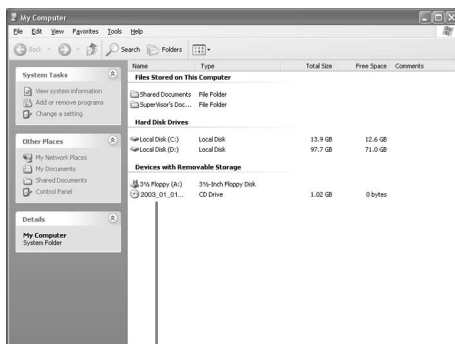 My Computer
File Edit View Favorites Tools Help
Back Search Folders
System Tasks
View system information
Add or remove programs
Change a setting
Other Places
My Network Places
My Documents
Shared Documents
Control Panel
Details
My Computer
System Folder
Name Type Total Size Free Space Comments
Files Stored on This Computer
Shared Documents File Folder
SuperVisor's Doc... File Folder
Hard Disk Drives
Local Disk (C:) Local Disk 13.9 GB 12.6 GB
Local Disk (D:) Local Disk 97.7 GB 71.0 GB
Devices with Removable Storage
3½ Floppy (A:) 3½-Inch Floppy Disk
2003_01_01... CD Drive 1.02 GB 0 bytes